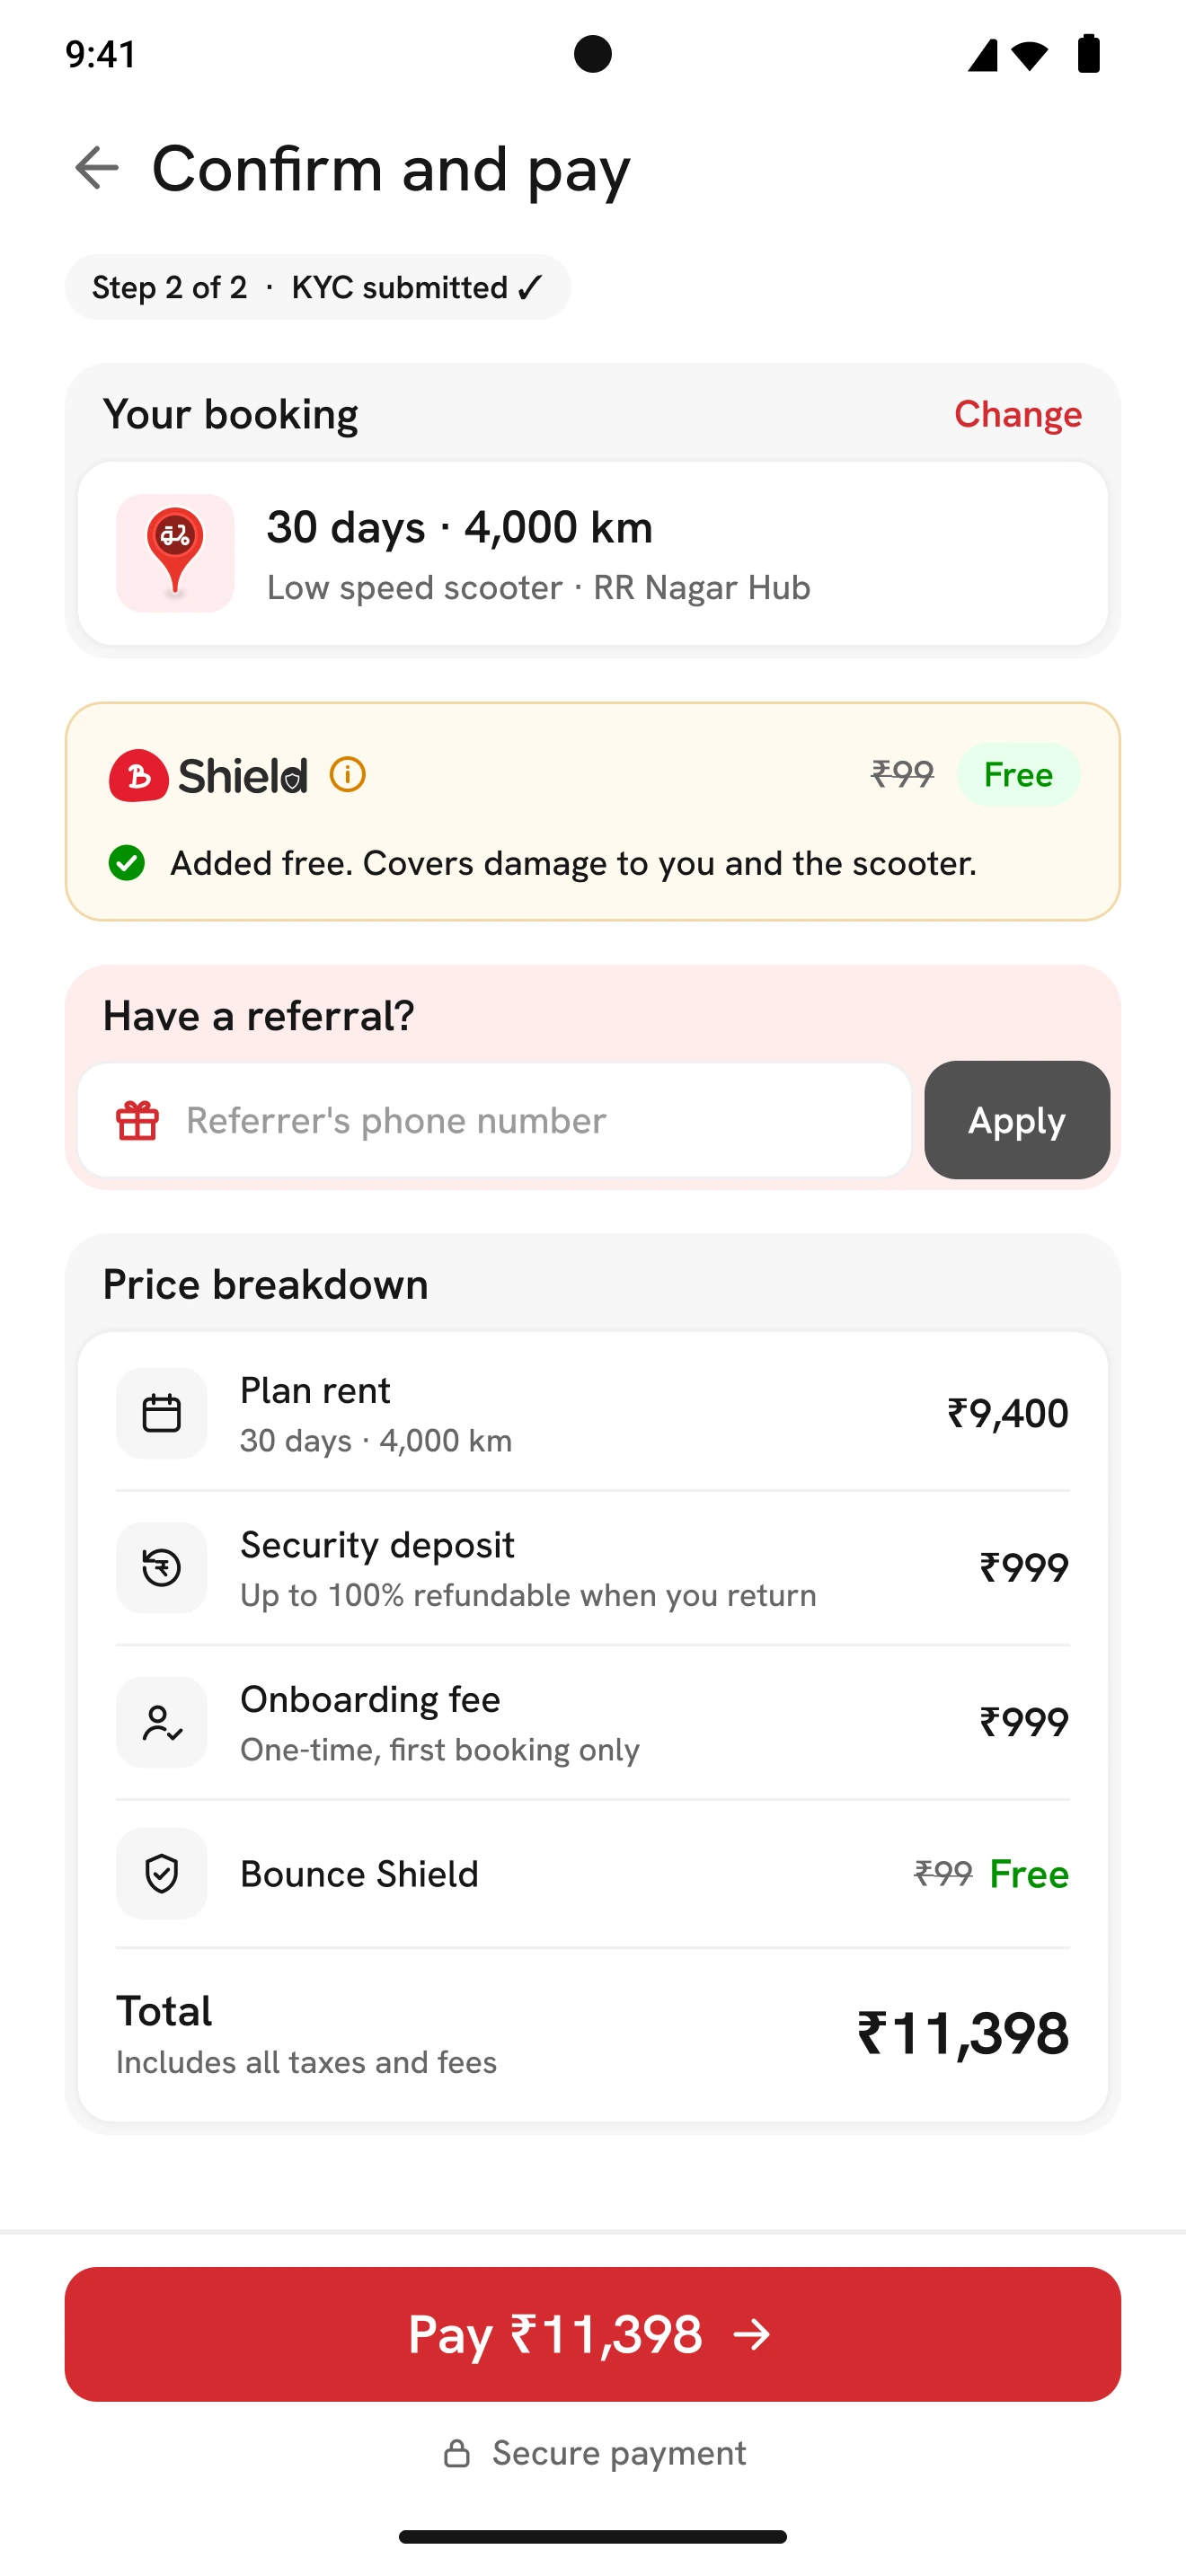 9:41
Confirm and pay
Step 2 of 2 · KYC submitted ✓
Your booking
Change
30 days · 4,000 km
Low speed scooter · RR Nagar Hub
B Shield
₹99 Free
Added free. Covers damage to you and the scooter.
Have a referral?
Referrer's phone number
Apply
Price breakdown
Plan rent
30 days · 4,000 km
₹9,400
Security deposit
Up to 100% refundable when you return
₹999
Onboarding fee
One-time, first booking only
₹999
Bounce Shield
₹99 Free
Total
Includes all taxes and fees
₹11,398
Pay ₹11,398 →
Secure payment